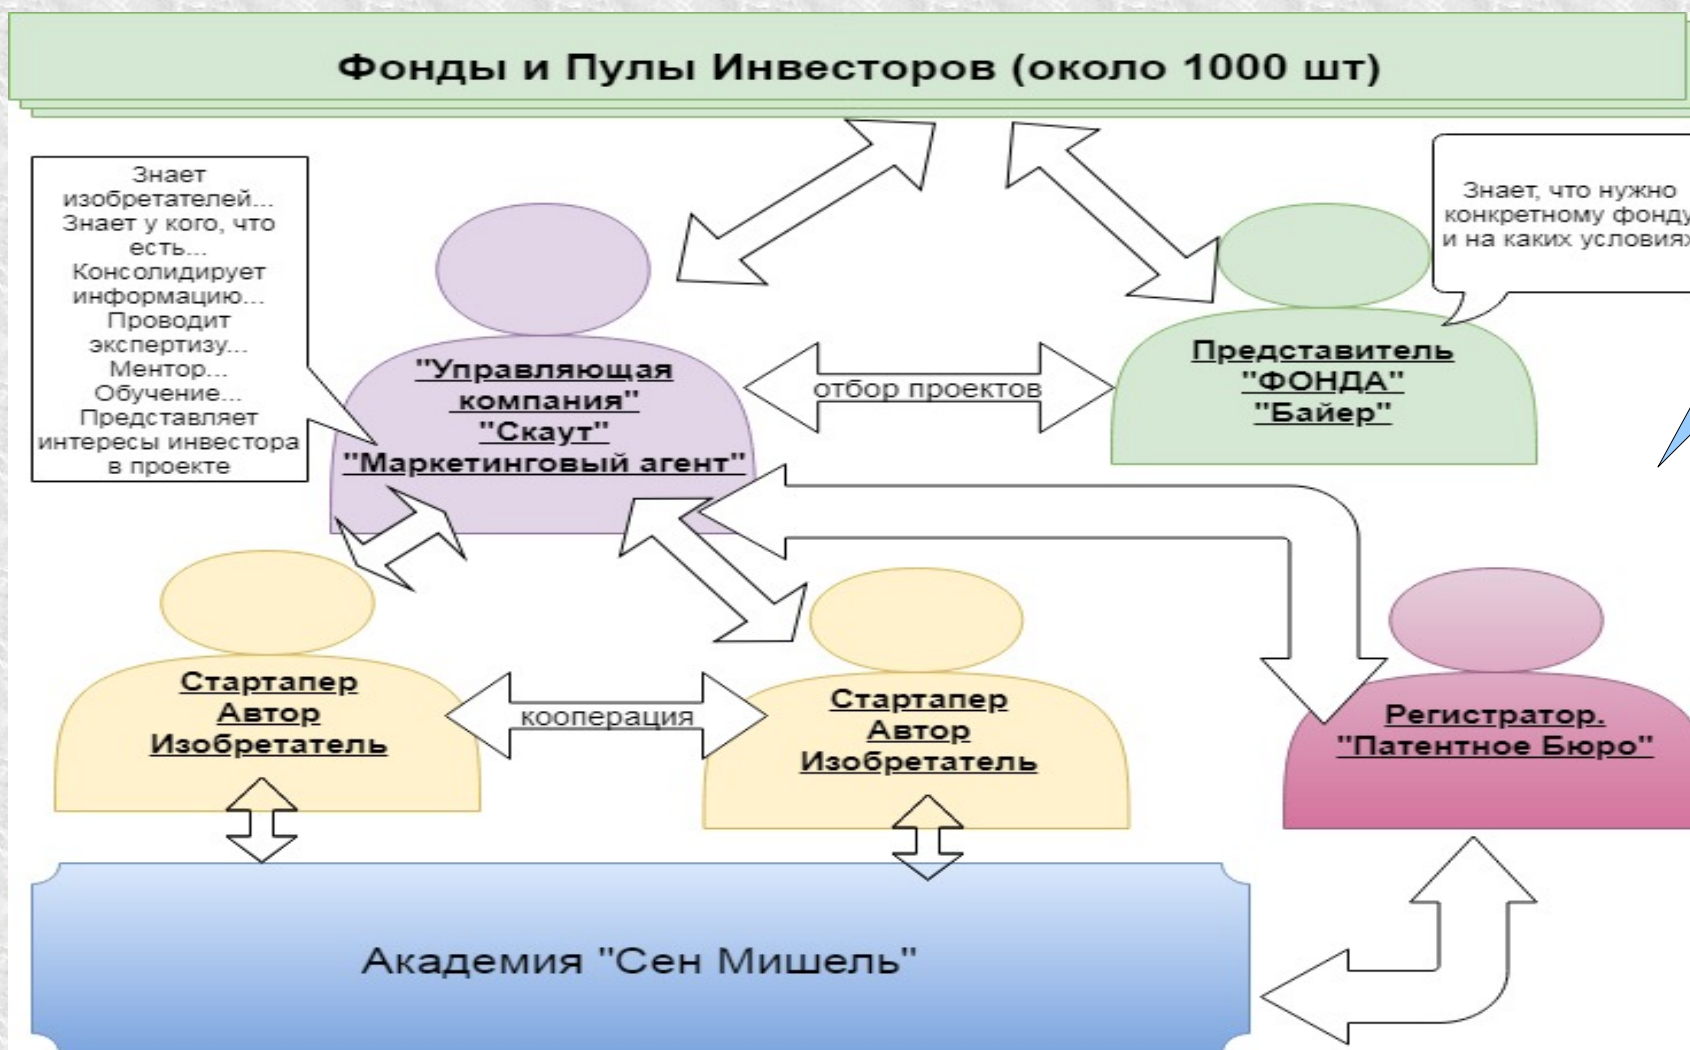 Фонды и Пулы Инвесторов (около 1000 шт)
Знает
изобретателей...
Знает у кого, что
есть...
Консолидирует
информацию...
Проводит
экспертизу...
Ментор...
Обучение...
Представляет
интересы инвестора
в проекте
Знает, что нужно
конкретному фонду
и на каких условиях
"Управляющая
компания"
"Скаут"
"Маркетинговый агент"
отбор проектов
Представитель
"ФОНДА"
"Байер"
Стартапер
Автор
Изобретатель
кооперация
Стартапер
Автор
Изобретатель
Регистратор.
"Патентное Бюро"
Академия "Сен Мишель"